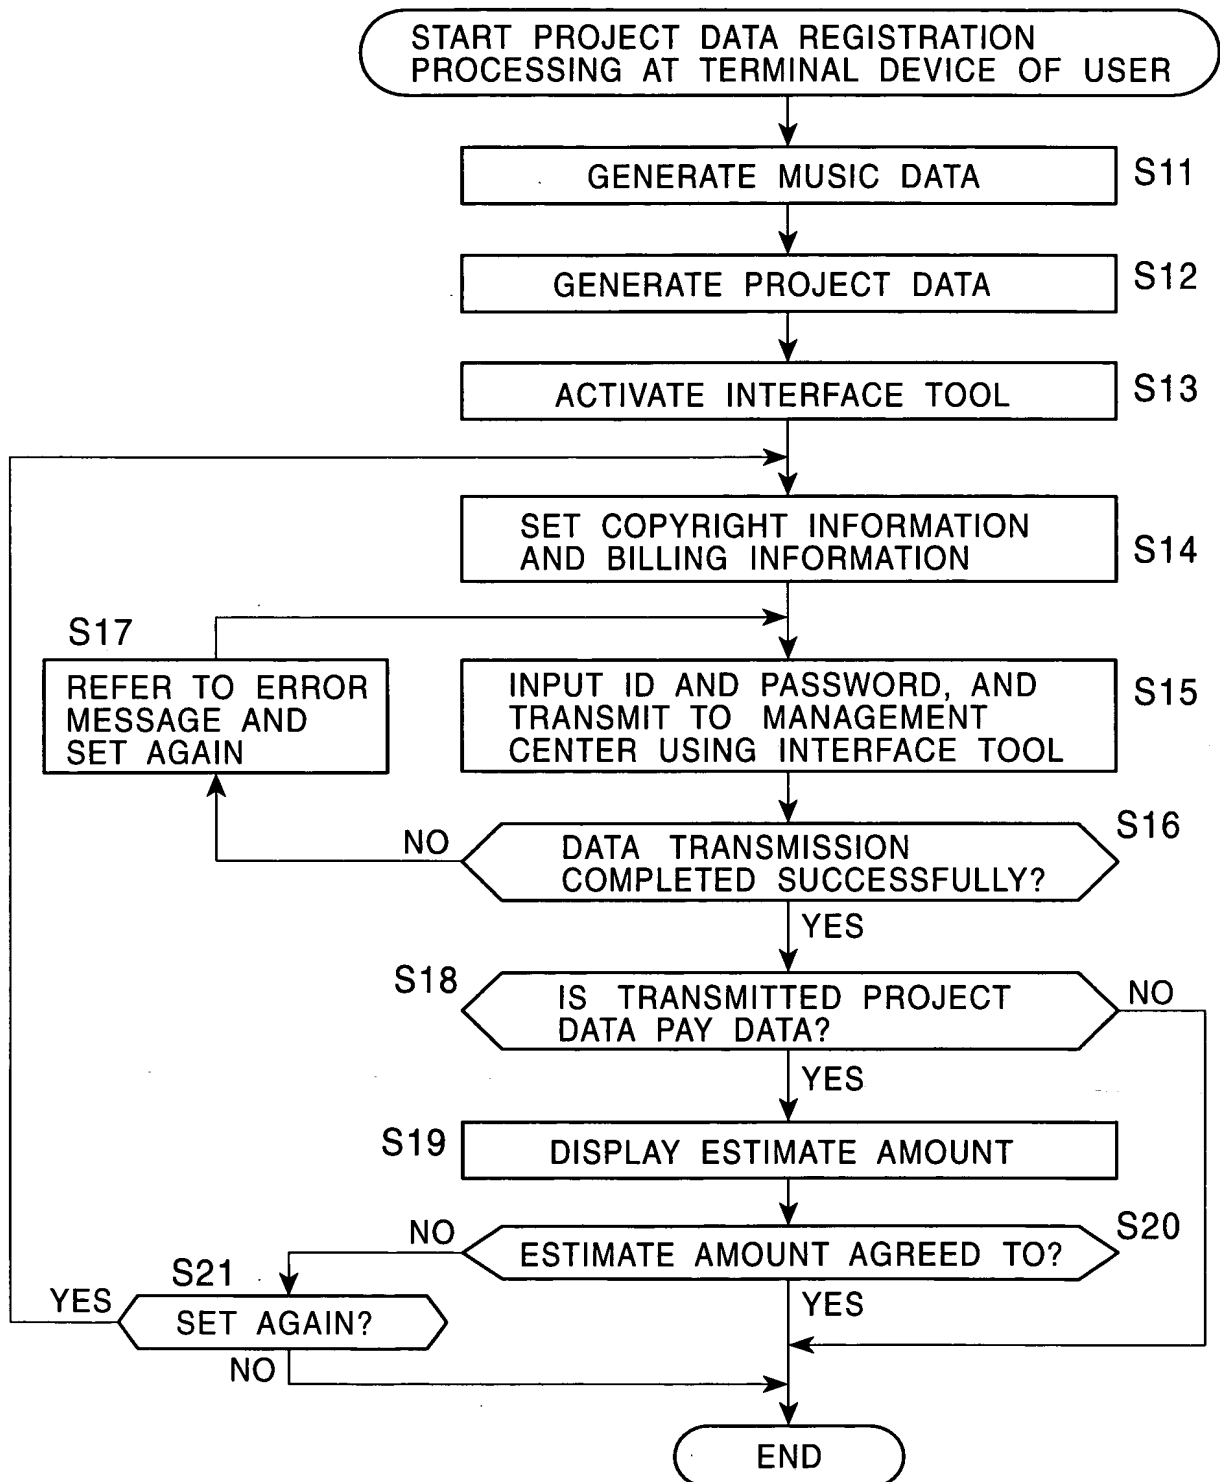 START PROJECT DATA REGISTRATION
PROCESSING AT TERMINAL DEVICE OF USER
GENERATE MUSIC DATA
S11
GENERATE PROJECT DATA
S12
ACTIVATE INTERFACE TOOL
S13
SET COPYRIGHT INFORMATION
AND BILLING INFORMATION
S14
S17
REFER TO ERROR
MESSAGE AND
SET AGAIN
INPUT ID AND PASSWORD, AND
TRANSMIT TO MANAGEMENT
CENTER USING INTERFACE TOOL
S15
NO
DATA TRANSMISSION
COMPLETED SUCCESSFULLY?
S16
YES
S18
IS TRANSMITTED PROJECT
DATA PAY DATA?
NO
YES
S19
DISPLAY ESTIMATE AMOUNT
NO
ESTIMATE AMOUNT AGREED TO?
S20
S21
YES
SET AGAIN?
YES
NO
END